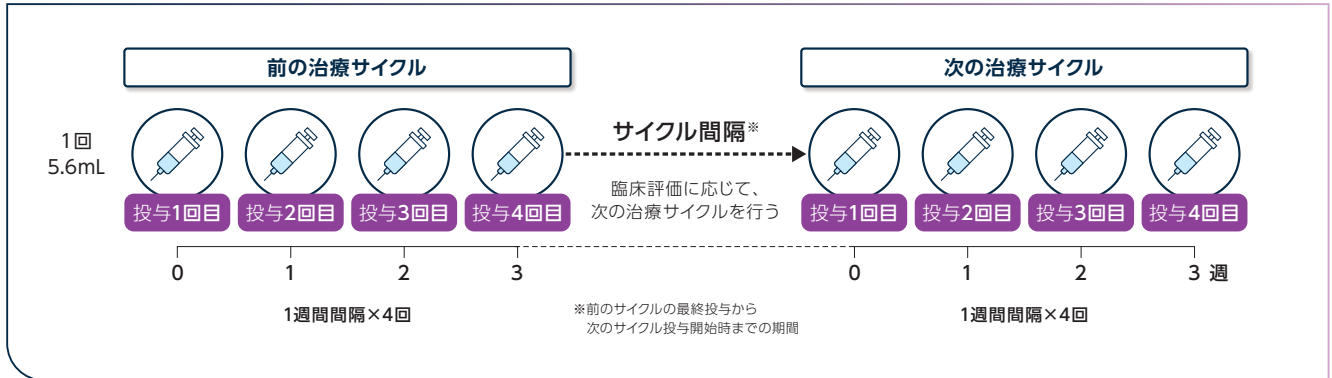 前の治療サイクル
次の治療サイクル
1回
5.6mL
サイクル間隔※
臨床評価に応じて、
次の治療サイクルを行う
投与1回目
投与2回目
投与3回目
投与4回目
投与1回目
投与2回目
投与3回目
投与4回目
0
1
2
3
0
1
2
3 週
1週間間隔×4回
※前のサイクルの最終投与から
次のサイクル投与開始時までの期間
1週間間隔×4回